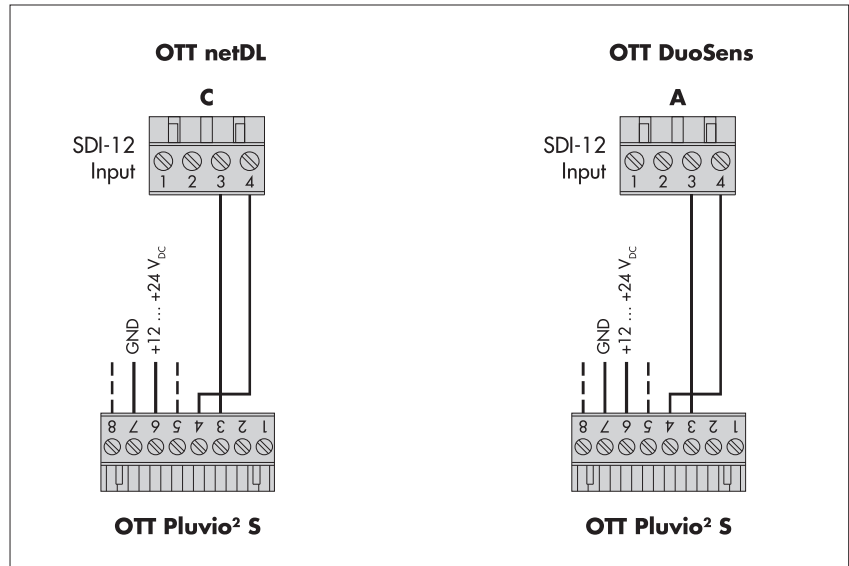 OTT netDL
C
SDI-12
Input
1 2 3 4
GND
+12 ... +24 V_DC
8 7 6 5 4 3 2 1
OTT Pluvio² S
OTT DuoSens
A
SDI-12
Input
1 2 3 4
GND
+12 ... +24 V_DC
8 7 6 5 4 3 2 1
OTT Pluvio² S